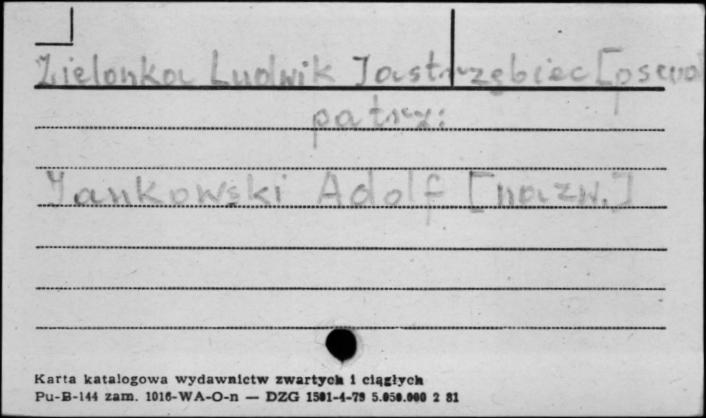 Zielonka Ludwik Jastrzębiec [pseud
patrz:
Jankowski Adolf [nazw.]
Karta katalogowa wydawnictw zwartych i ciągłych
Pu-B-144 zam. 1016-WA-O-n — DZG 1501-4-79 5.050.000 2 81